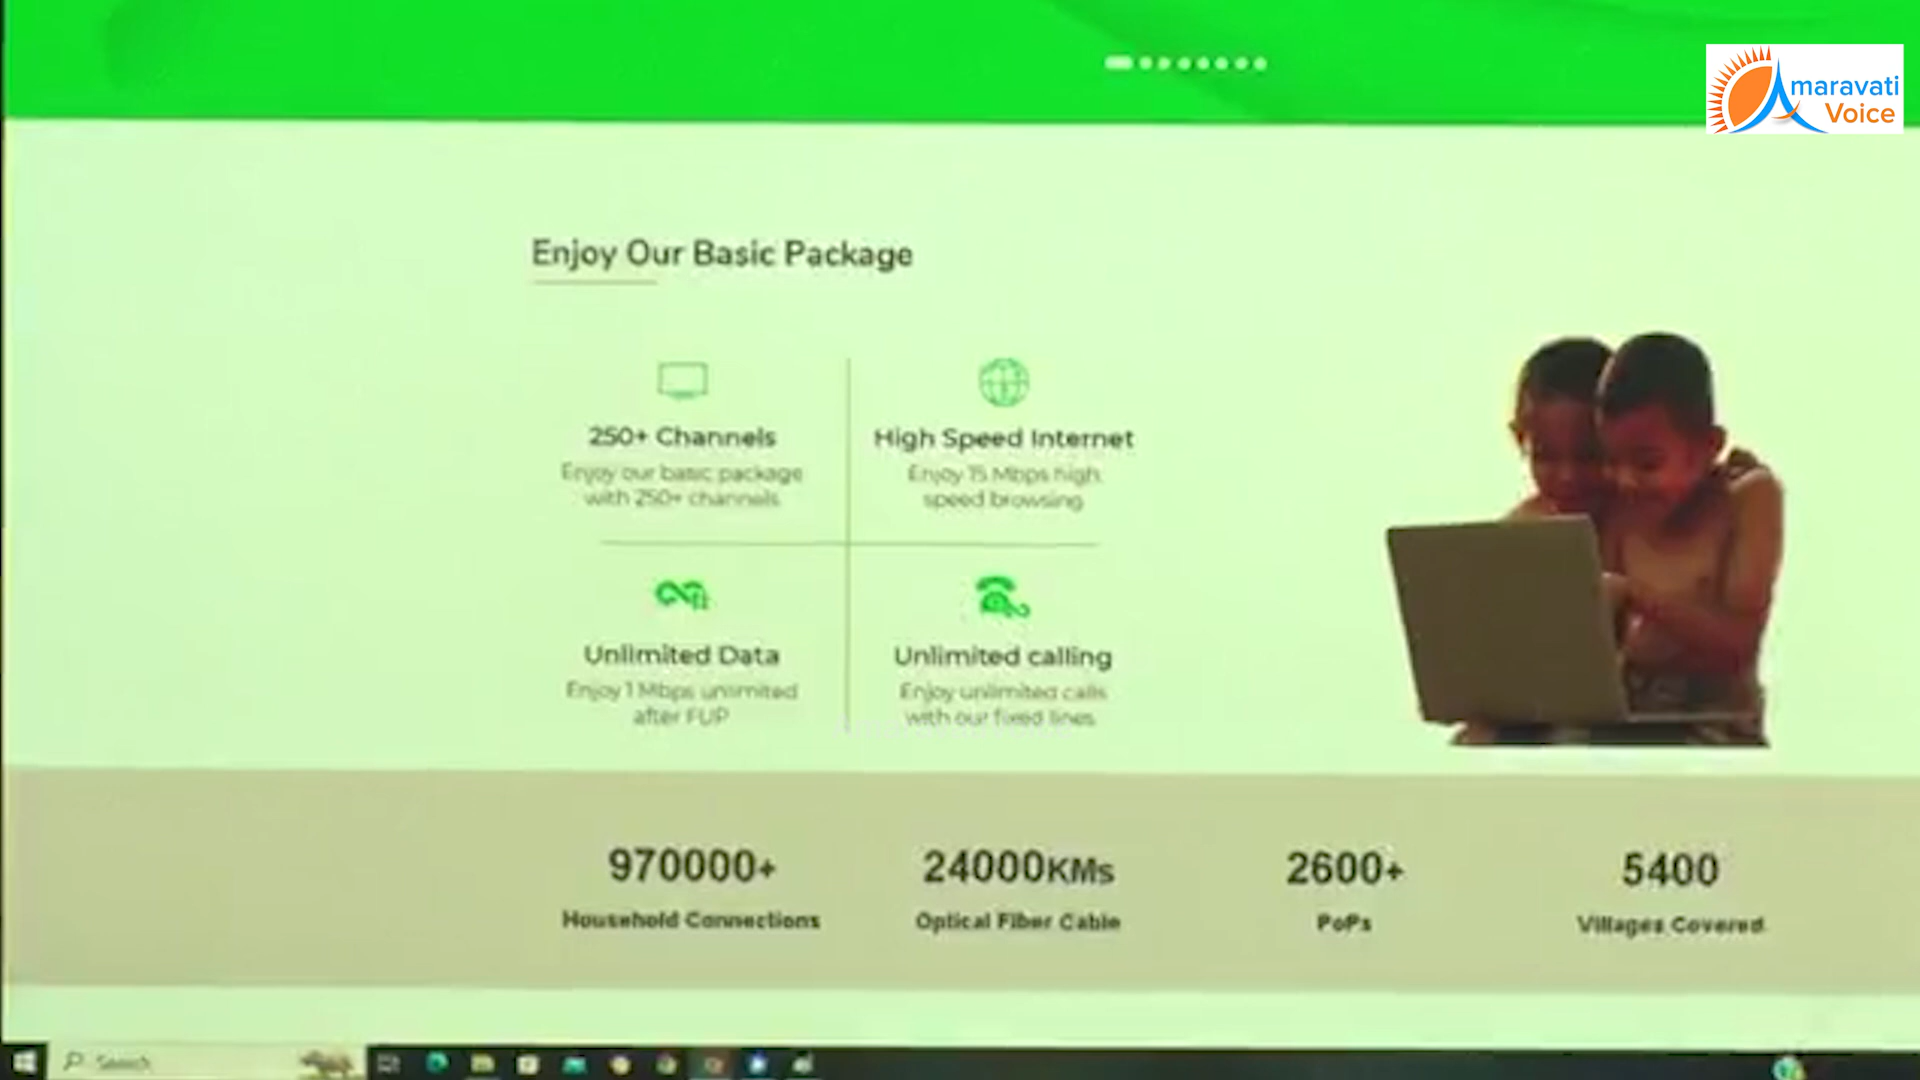 Amaravati
Voice
Enjoy Our Basic Package
250+ Channels
Enjoy our basic package
with 250+ channels
High Speed Internet
Enjoy 15 Mbps high
speed browsing
Unlimited Data
Enjoy 1 Mbps unlimited
after FUP
Unlimited calling
Enjoy unlimited calls
with our fixed lines
970000+
Household Connections
24000KMs
Optical Fiber Cable
2600+
PoPs
5400
Villages Covered
Search